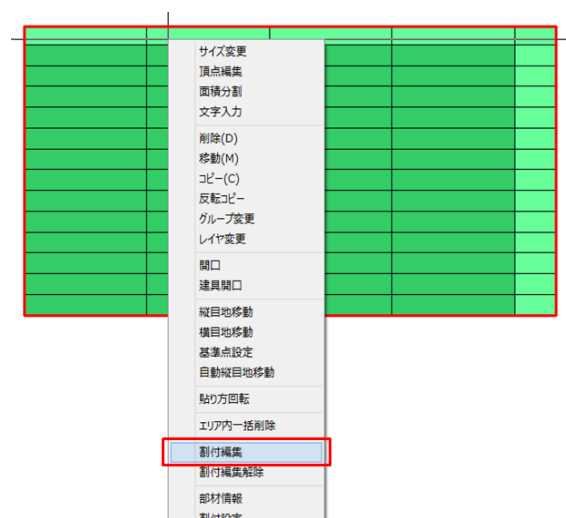 サイズ変更
頂点編集
面積分割
文字入力
削除(D)
移動(M)
コピー(C)
反転コピー
グループ変更
レイヤ変更
開口
建具開口
縦目地移動
横目地移動
基準点設定
自動縦目地移動
貼り方回転
エリア内一括削除
割付編集
割付編集解除
部材情報
割付設定